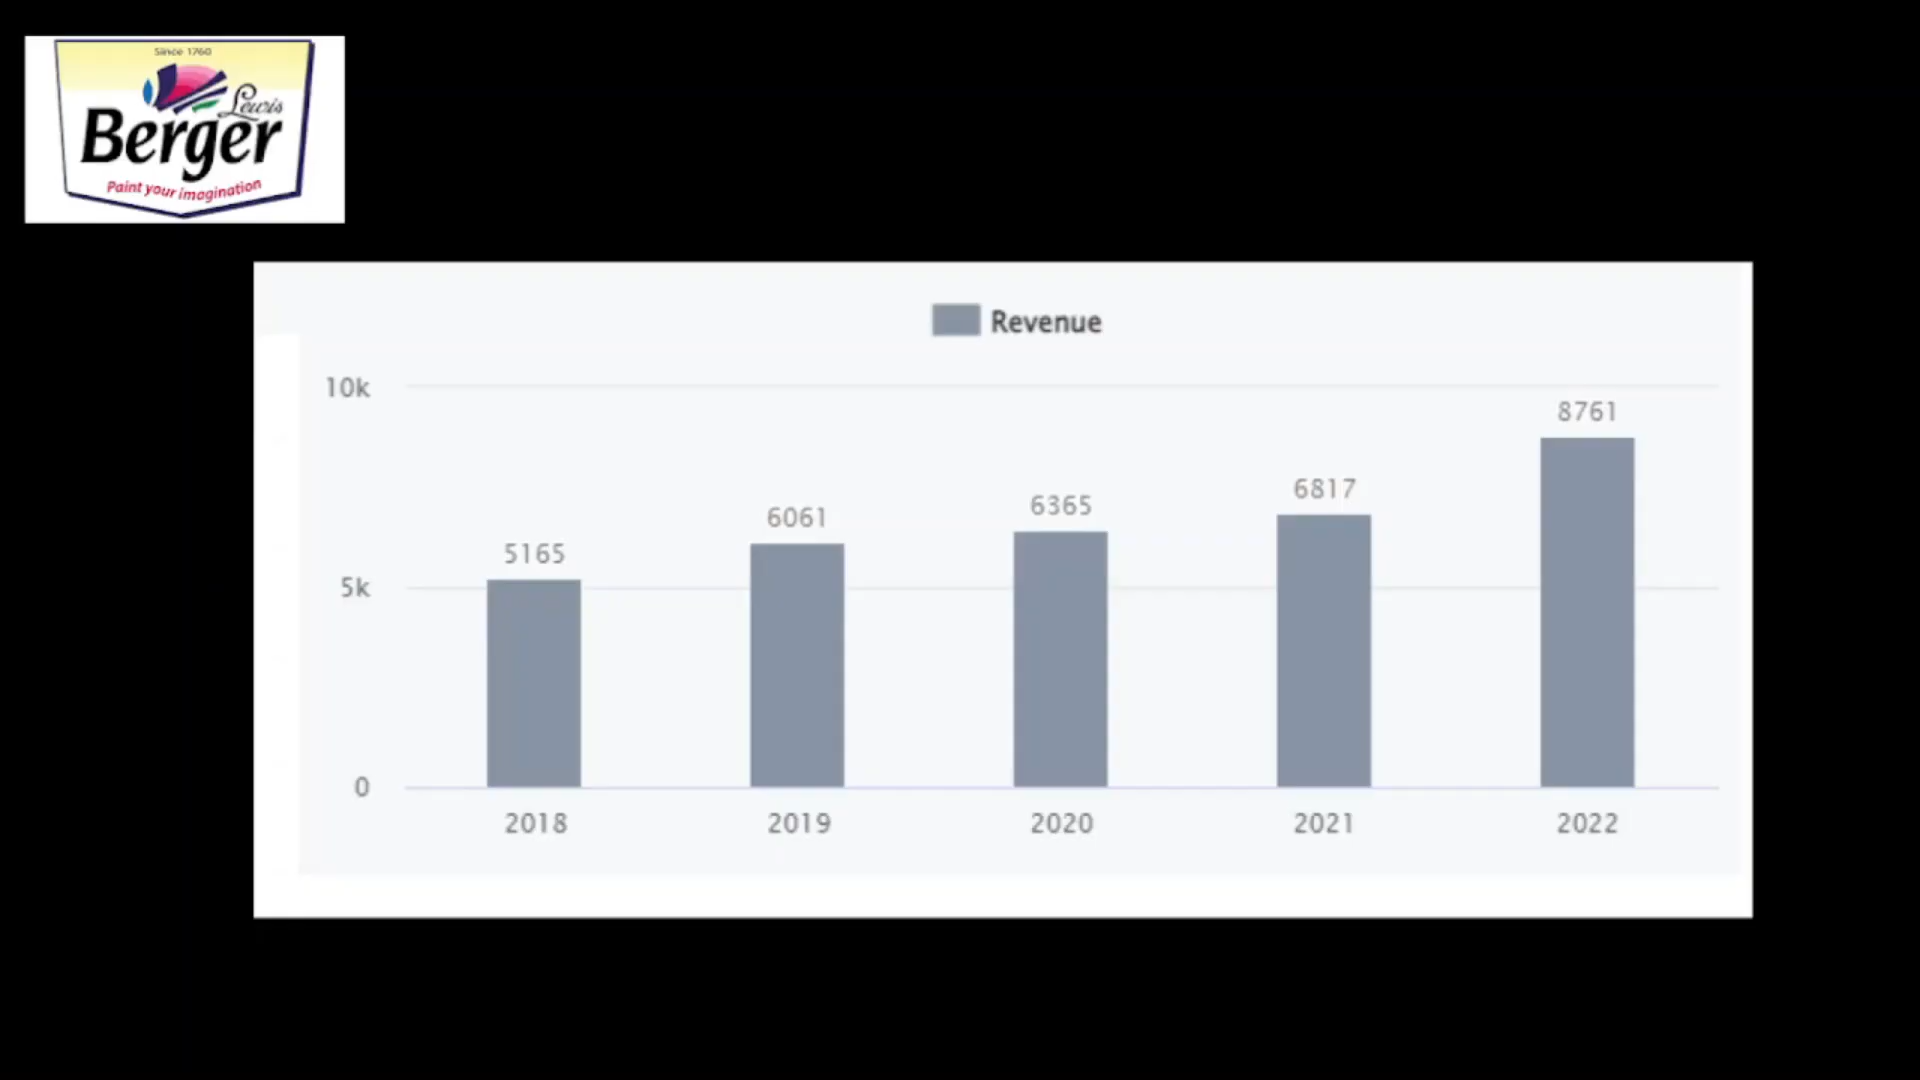 Since 1760
Lewis
Berger
Paint your imagination
Revenue
10k
5k
0
5165
6061
6365
6817
8761
2018
2019
2020
2021
2022